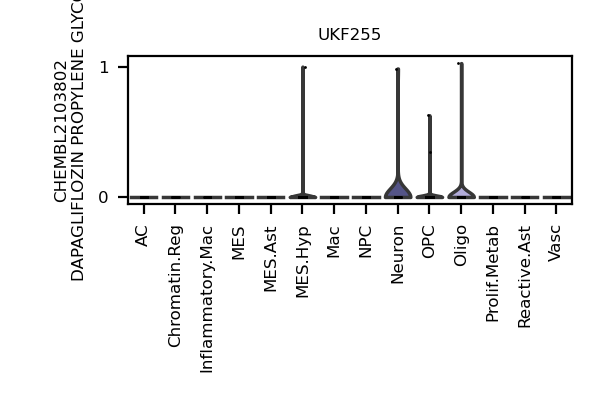 UKF255
CHEMBL2103802
DAPAGLIFLOZIN PROPYLENE
1
0
AC
Chromatin.Reg
Inflammatory.Mac
MES
MES.Ast
MES.Hyp
Mac
NPC
Neuron
OPC
Oligo
Prolif.Metab
Reactive.Ast
Vasc